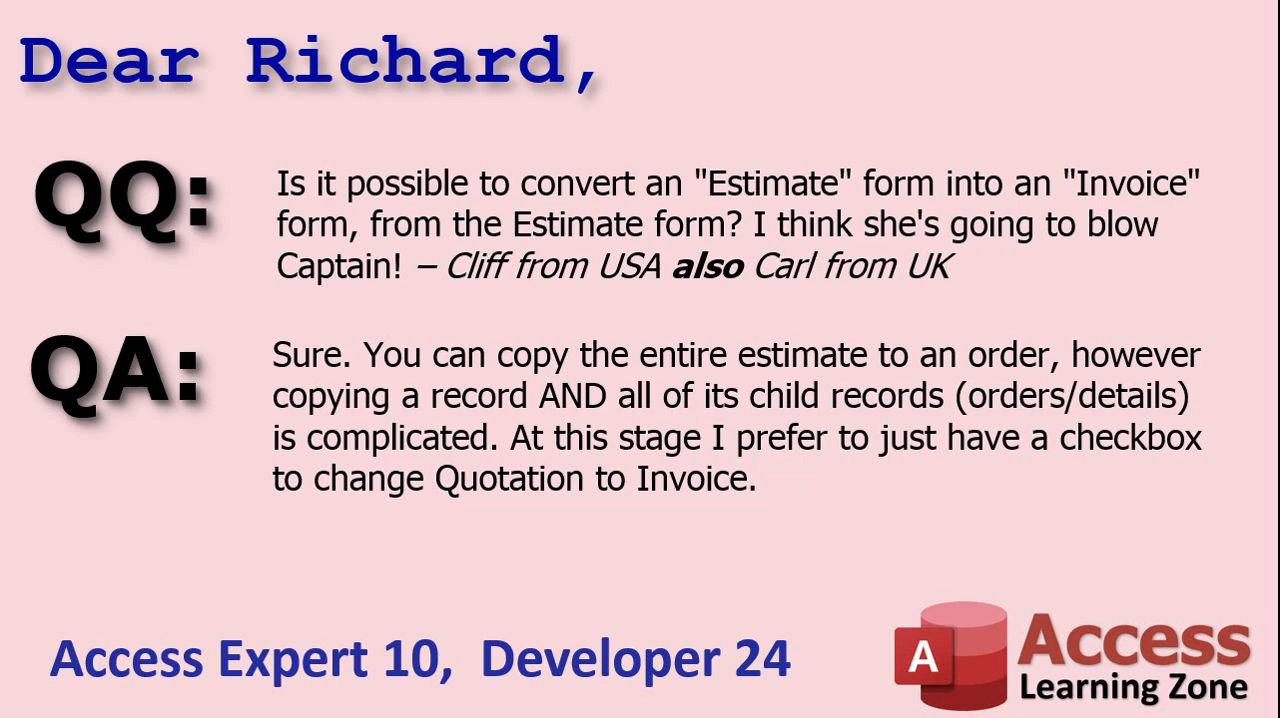 Dear Richard,
QQ:
Is it possible to convert an "Estimate" form into an "Invoice"
form, from the Estimate form? I think she's going to blow
Captain! – Cliff from USA also Carl from UK
QA:
Sure. You can copy the entire estimate to an order, however
copying a record AND all of its child records (orders/details)
is complicated. At this stage I prefer to just have a checkbox
to change Quotation to Invoice.
Access Expert 10, Developer 24
A
Access
Learning Zone